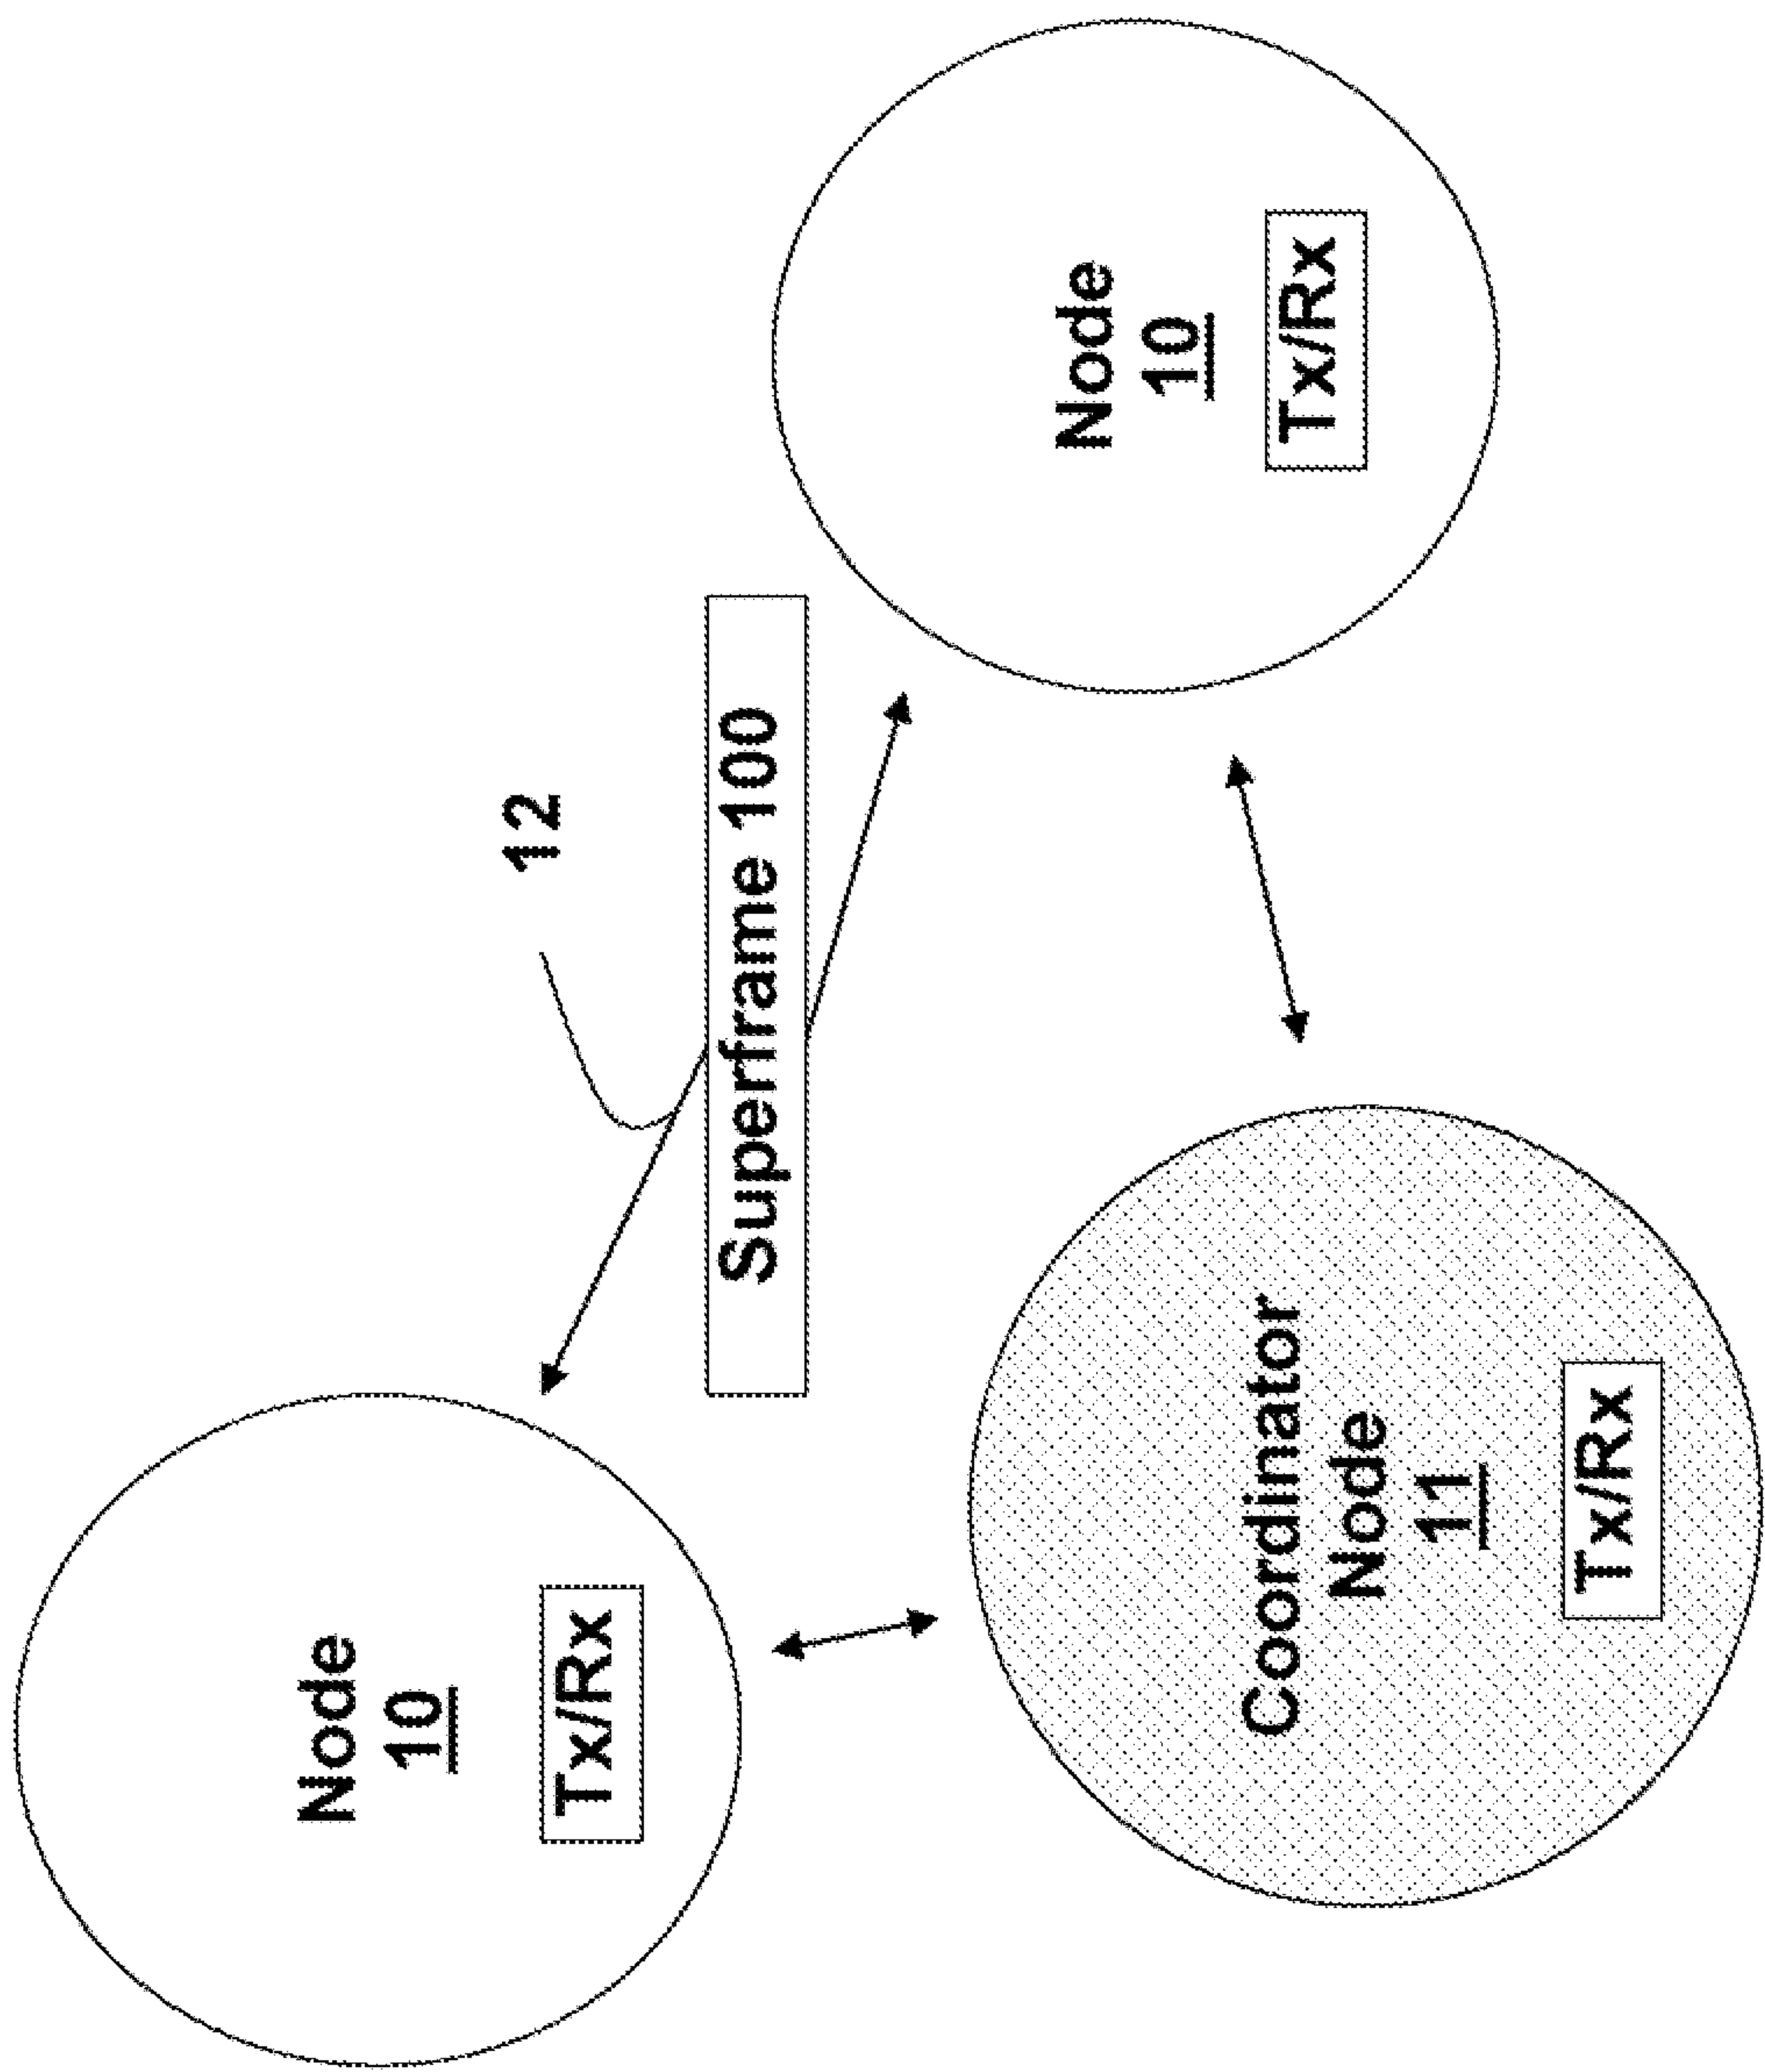 Node
10
Tx/Rx
12
Superframe 100
Coordinator
Node
11
Tx/Rx
Node
10
Tx/Rx